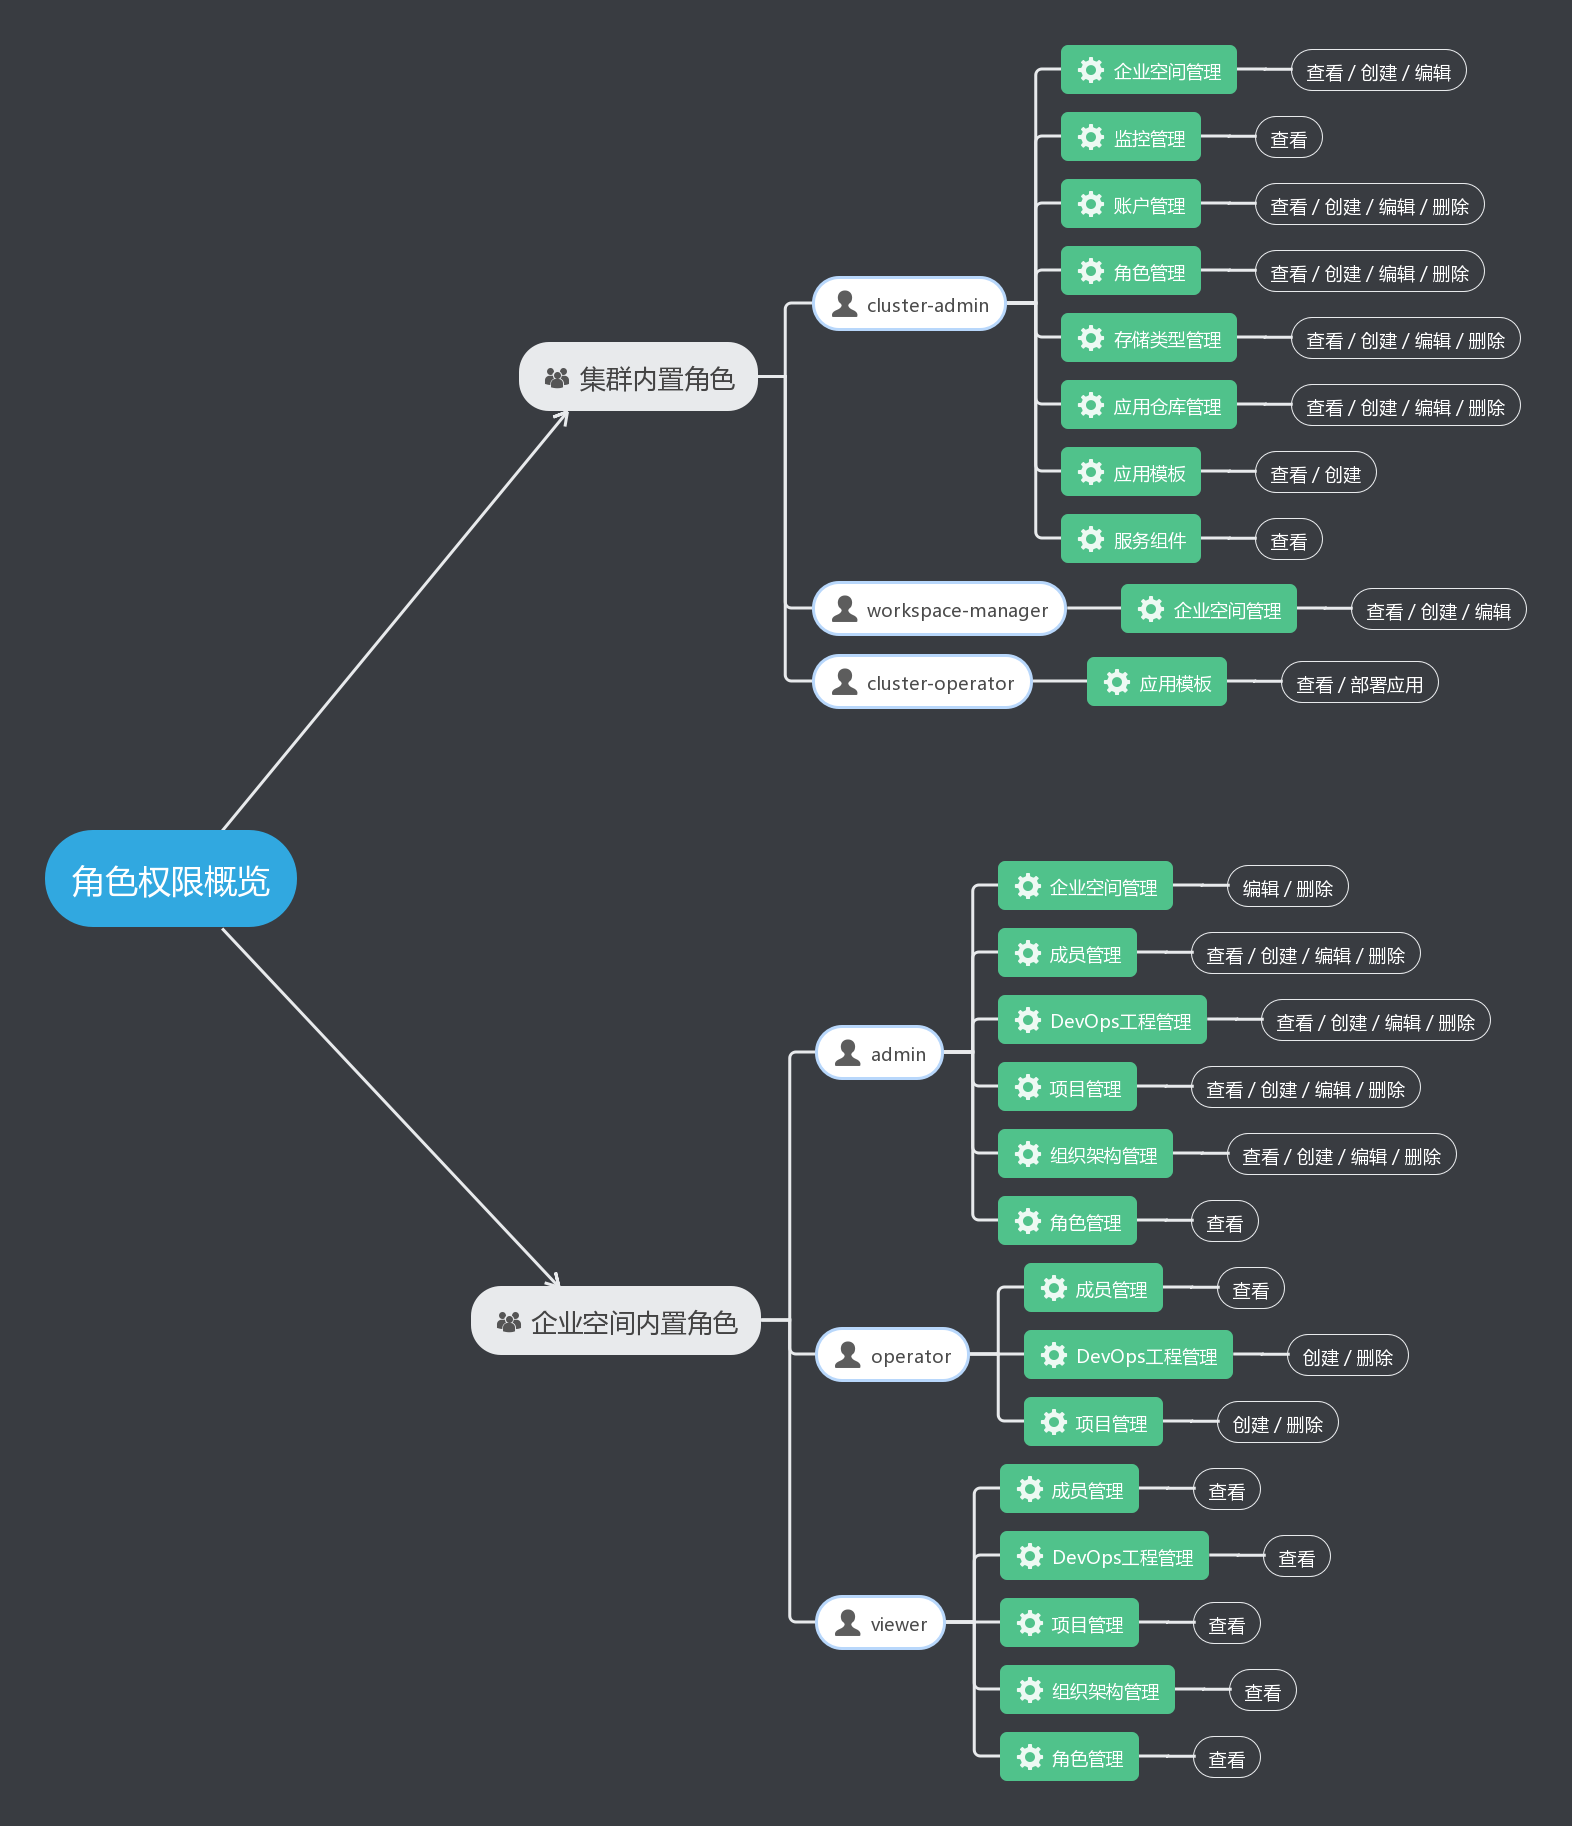 角色权限概览
集群内置角色
cluster-admin
企业空间管理
查看 / 创建 / 编辑
监控管理
查看
账户管理
查看 / 创建 / 编辑 / 删除
角色管理
查看 / 创建 / 编辑 / 删除
存储类型管理
查看 / 创建 / 编辑 / 删除
应用仓库管理
查看 / 创建 / 编辑 / 删除
应用模板
查看 / 创建
服务组件
查看
workspace-manager
企业空间管理
查看 / 创建 / 编辑
cluster-operator
应用模板
查看 / 部署应用
企业空间内置角色
admin
企业空间管理
编辑 / 删除
成员管理
查看 / 创建 / 编辑 / 删除
DevOps工程管理
查看 / 创建 / 编辑 / 删除
项目管理
查看 / 创建 / 编辑 / 删除
组织架构管理
查看 / 创建 / 编辑 / 删除
角色管理
查看
operator
成员管理
查看
DevOps工程管理
创建 / 删除
项目管理
创建 / 删除
viewer
成员管理
查看
DevOps工程管理
查看
项目管理
查看
组织架构管理
查看
角色管理
查看